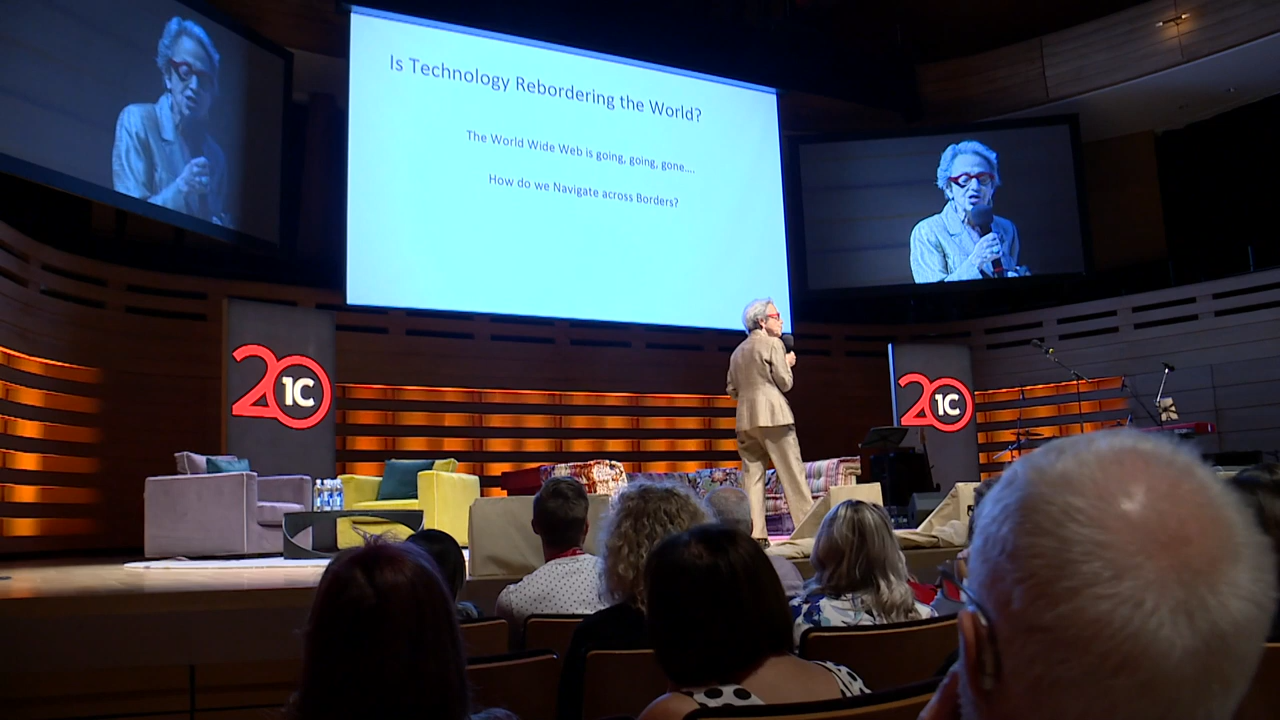 Is Technology Rebordering the World?
The World Wide Web is going, going, gone....
How do we Navigate across Borders?
20 1C
20 1C